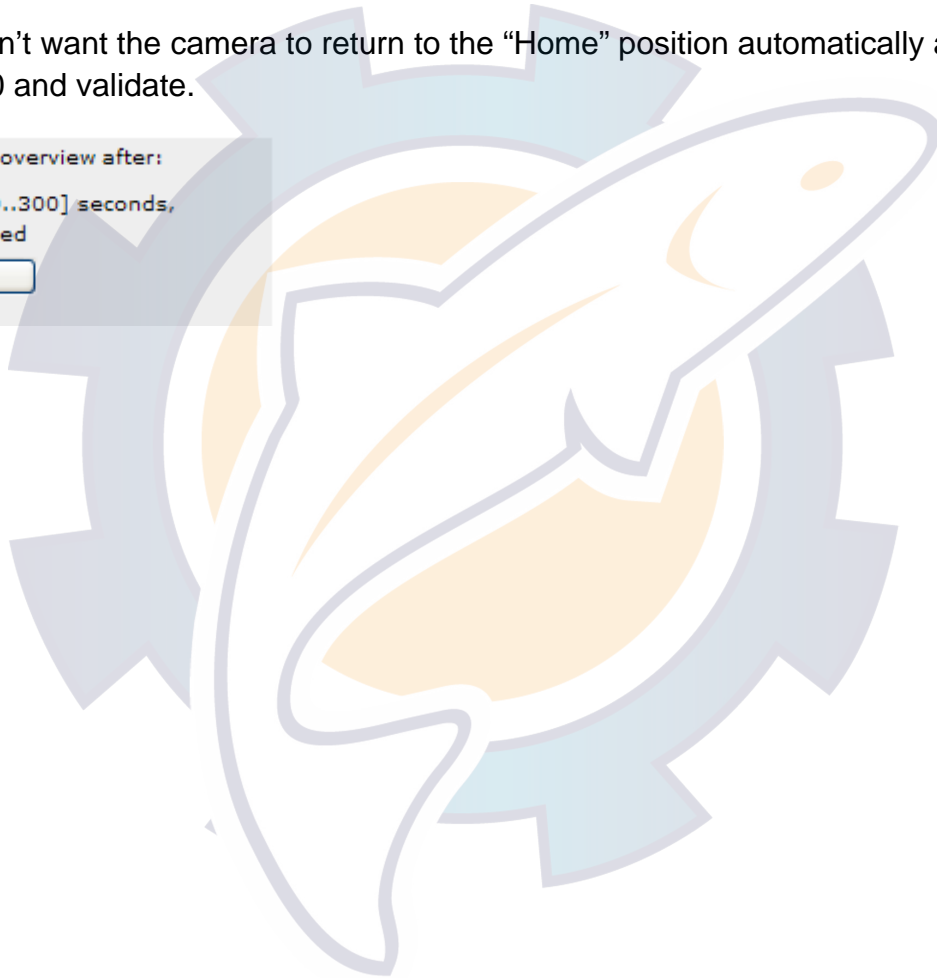 n’t want the camera to return to the “Home” position automatically a
0 and validate.
overview after:
..300] seconds,
ed